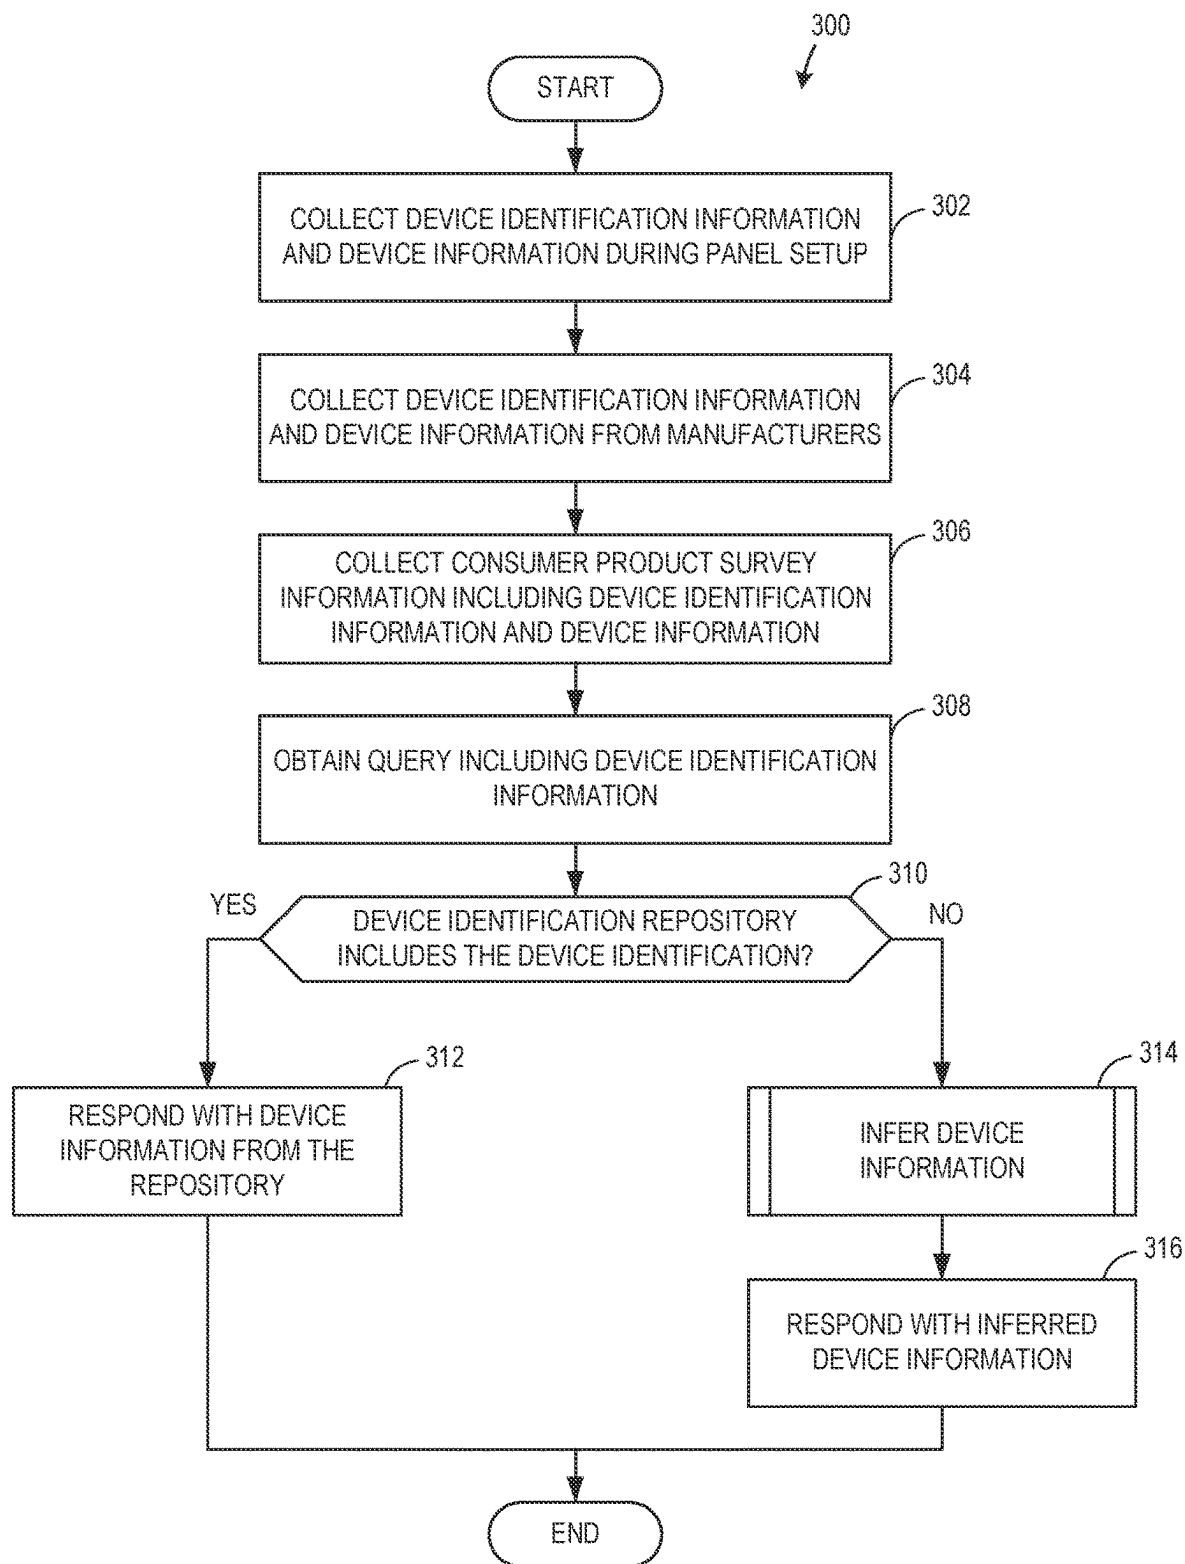 300
START
COLLECT DEVICE IDENTIFICATION INFORMATION
AND DEVICE INFORMATION DURING PANEL SETUP
302
COLLECT DEVICE IDENTIFICATION INFORMATION
AND DEVICE INFORMATION FROM MANUFACTURERS
304
COLLECT CONSUMER PRODUCT SURVEY
INFORMATION INCLUDING DEVICE IDENTIFICATION
INFORMATION AND DEVICE INFORMATION
306
OBTAIN QUERY INCLUDING DEVICE IDENTIFICATION
INFORMATION
308
310
YES
DEVICE IDENTIFICATION REPOSITORY
INCLUDES THE DEVICE IDENTIFICATION?
NO
312
RESPOND WITH DEVICE
INFORMATION FROM THE
REPOSITORY
314
INFER DEVICE
INFORMATION
316
RESPOND WITH INFERRED
DEVICE INFORMATION
END